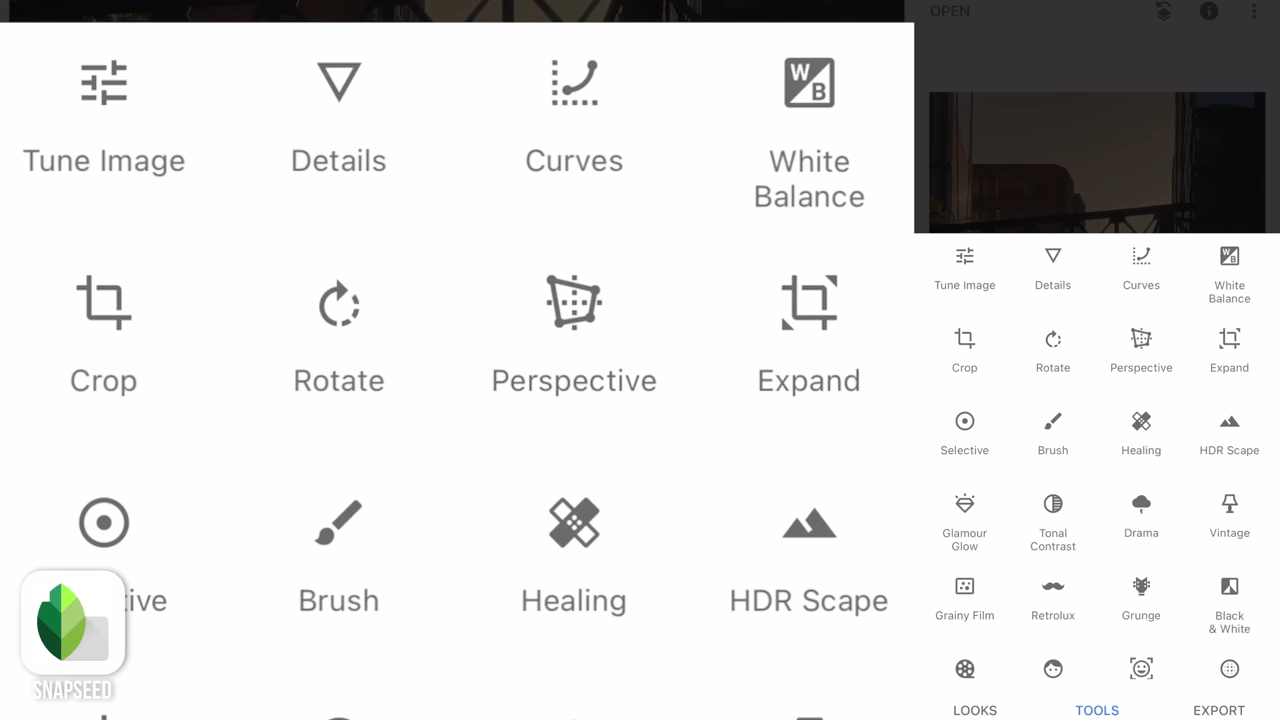 Tune Image
Details
Curves
White
Balance
Crop
Rotate
Perspective
Expand
tive
Brush
Healing
HDR Scape
SNAPSEED
OPEN
Tune Image
Details
Curves
White
Balance
Crop
Rotate
Perspective
Expand
Selective
Brush
Healing
HDR Scape
Glamour
Glow
Tonal
Contrast
Drama
Vintage
Grainy Film
Retrolux
Grunge
Black
& White
LOOKS
TOOLS
EXPORT